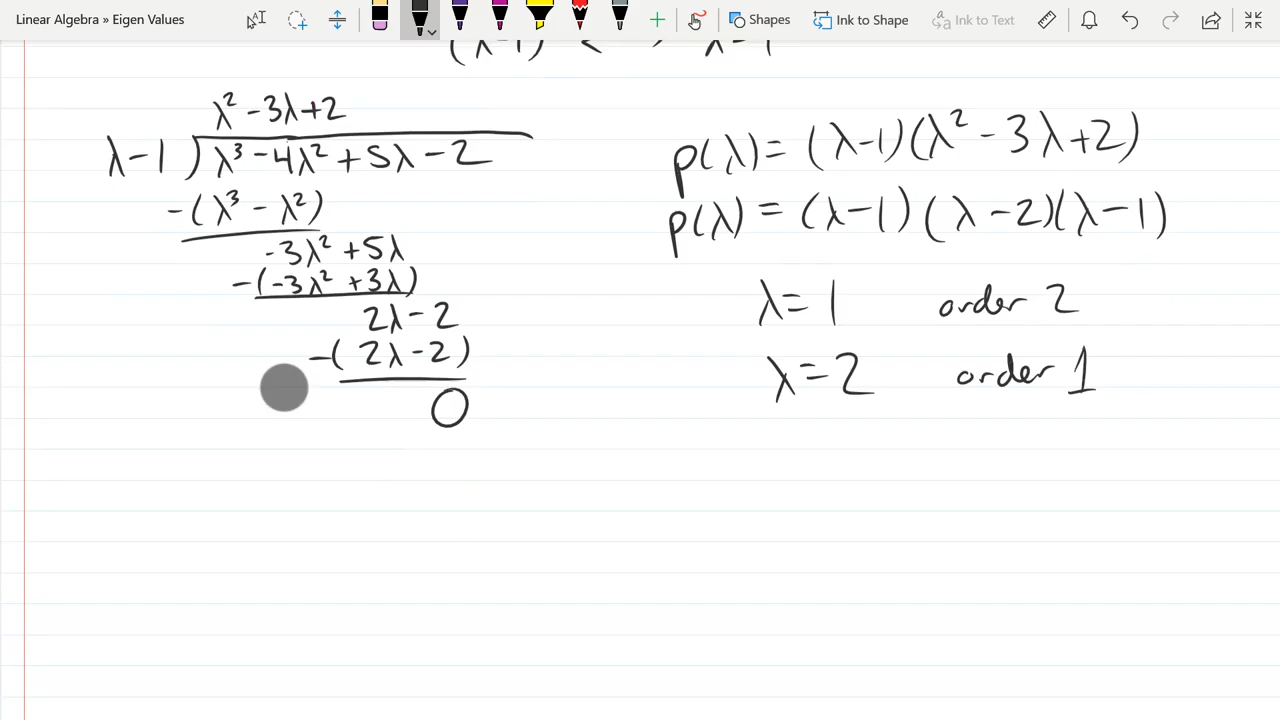 Linear Algebra » Eigen Values
Shapes
Ink to Shape
Ink to Text
(λ-1)
λ² - 3λ + 2
λ - 1 ) λ³ - 4λ² + 5λ - 2
-(λ³ - λ²)
-3λ² + 5λ
-(-3λ² + 3λ)
2λ - 2
-(2λ - 2)
0
p(λ) = (λ-1)(λ² - 3λ + 2)
p(λ) = (λ-1)(λ-2)(λ-1)
λ = 1 order 2
λ = 2 order 1